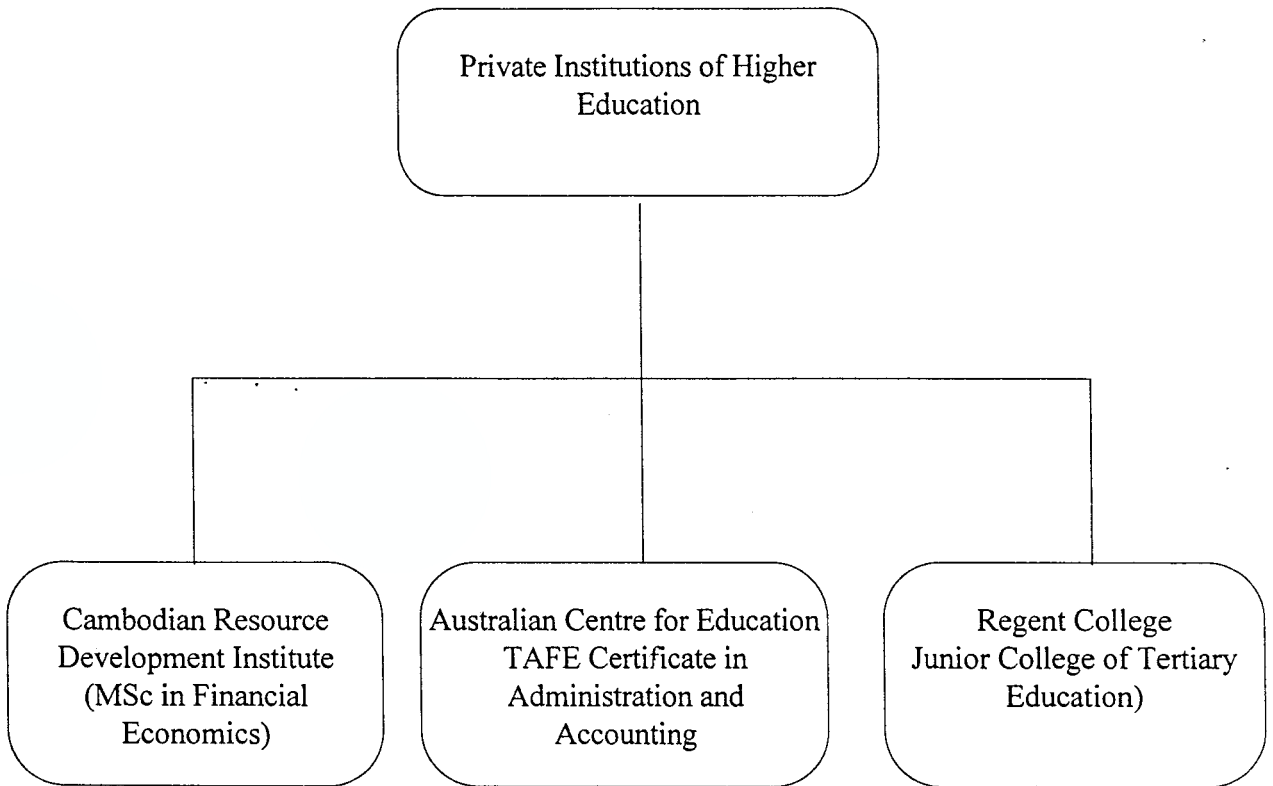 Private Institutions of Higher
Education
Cambodian Resource
Development Institute
(MSc in Financial
Economics)
Australian Centre for Education
TAFE Certificate in
Administration and
Accounting
Regent College
Junior College of Tertiary
Education)